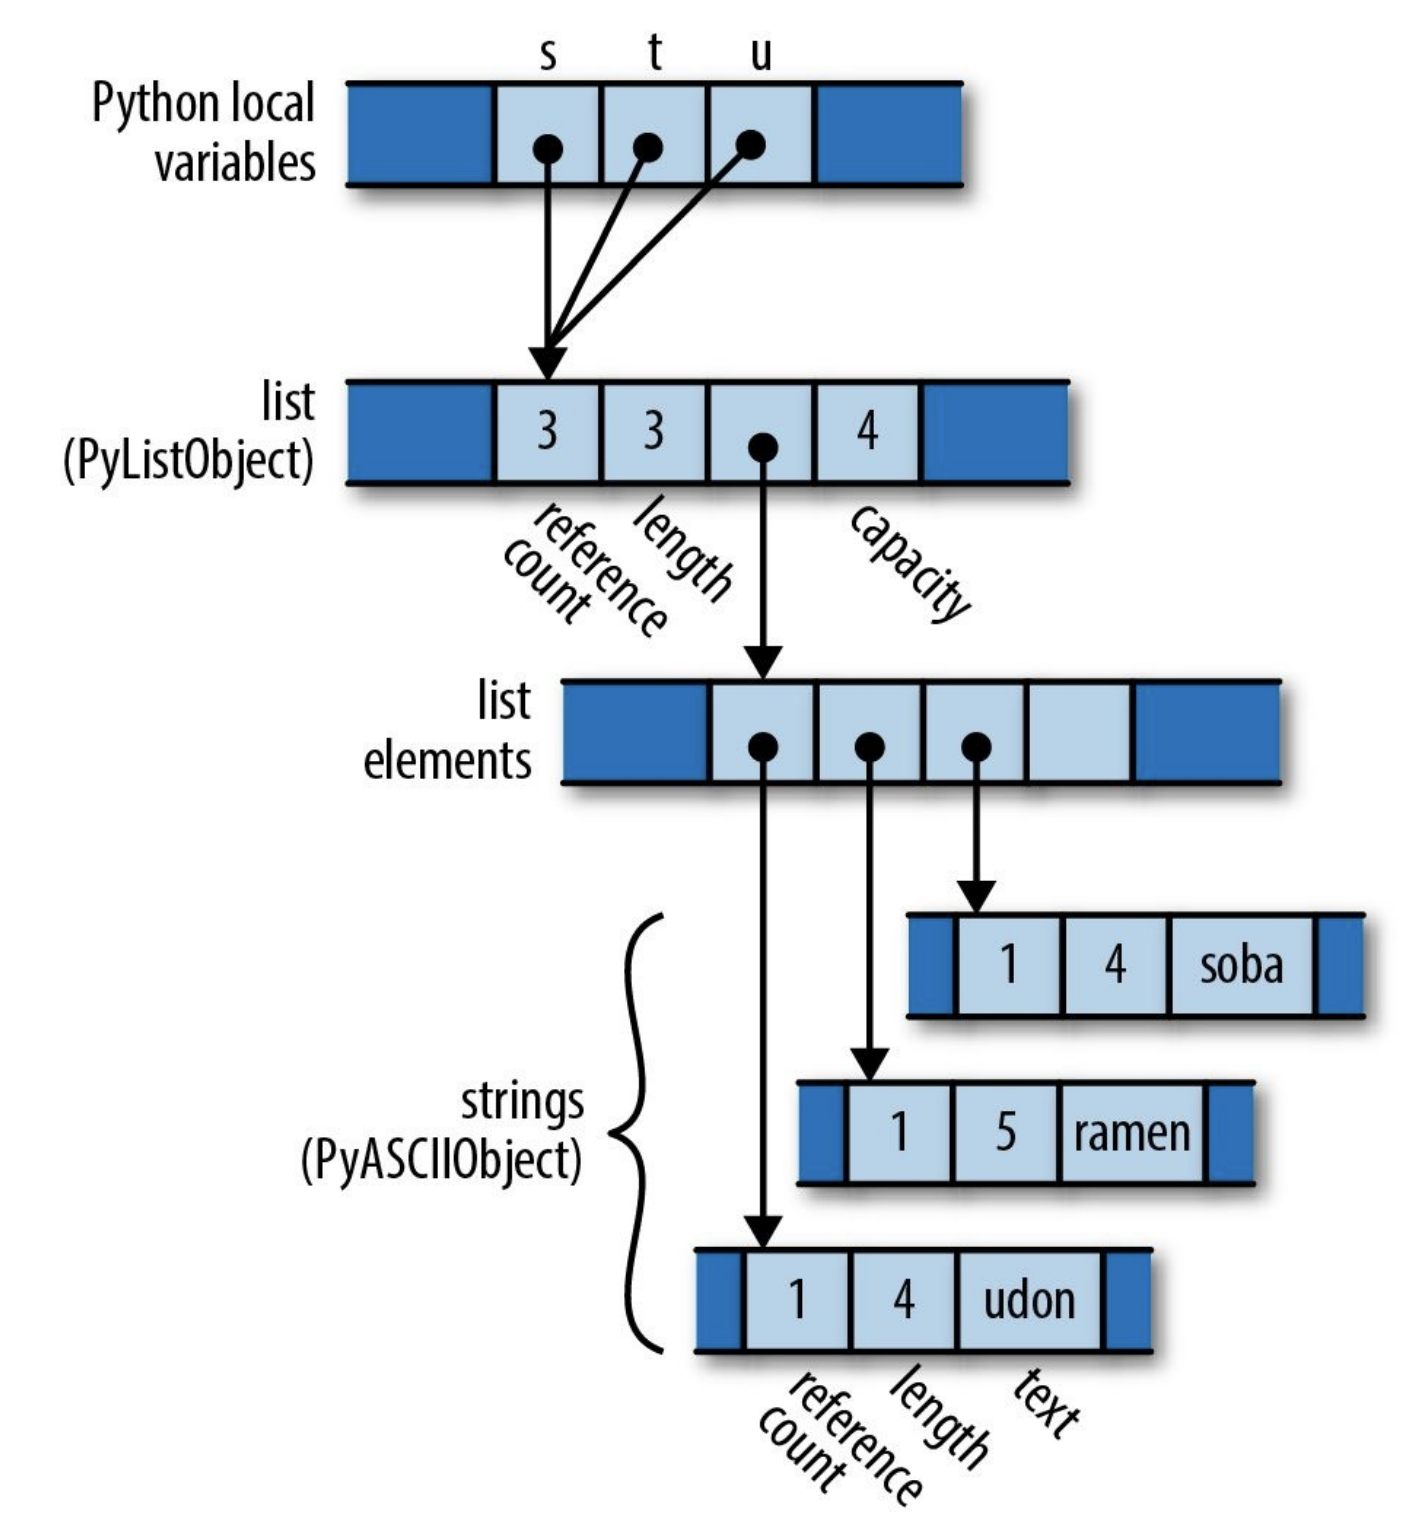 s t u
Python local
variables
list
(PyListObject)
3 3 4
reference
count
length
capacity
list
elements
1 4 soba
strings
(PyASCIIObject)
1 5 ramen
1 4 udon
reference
count
length
text